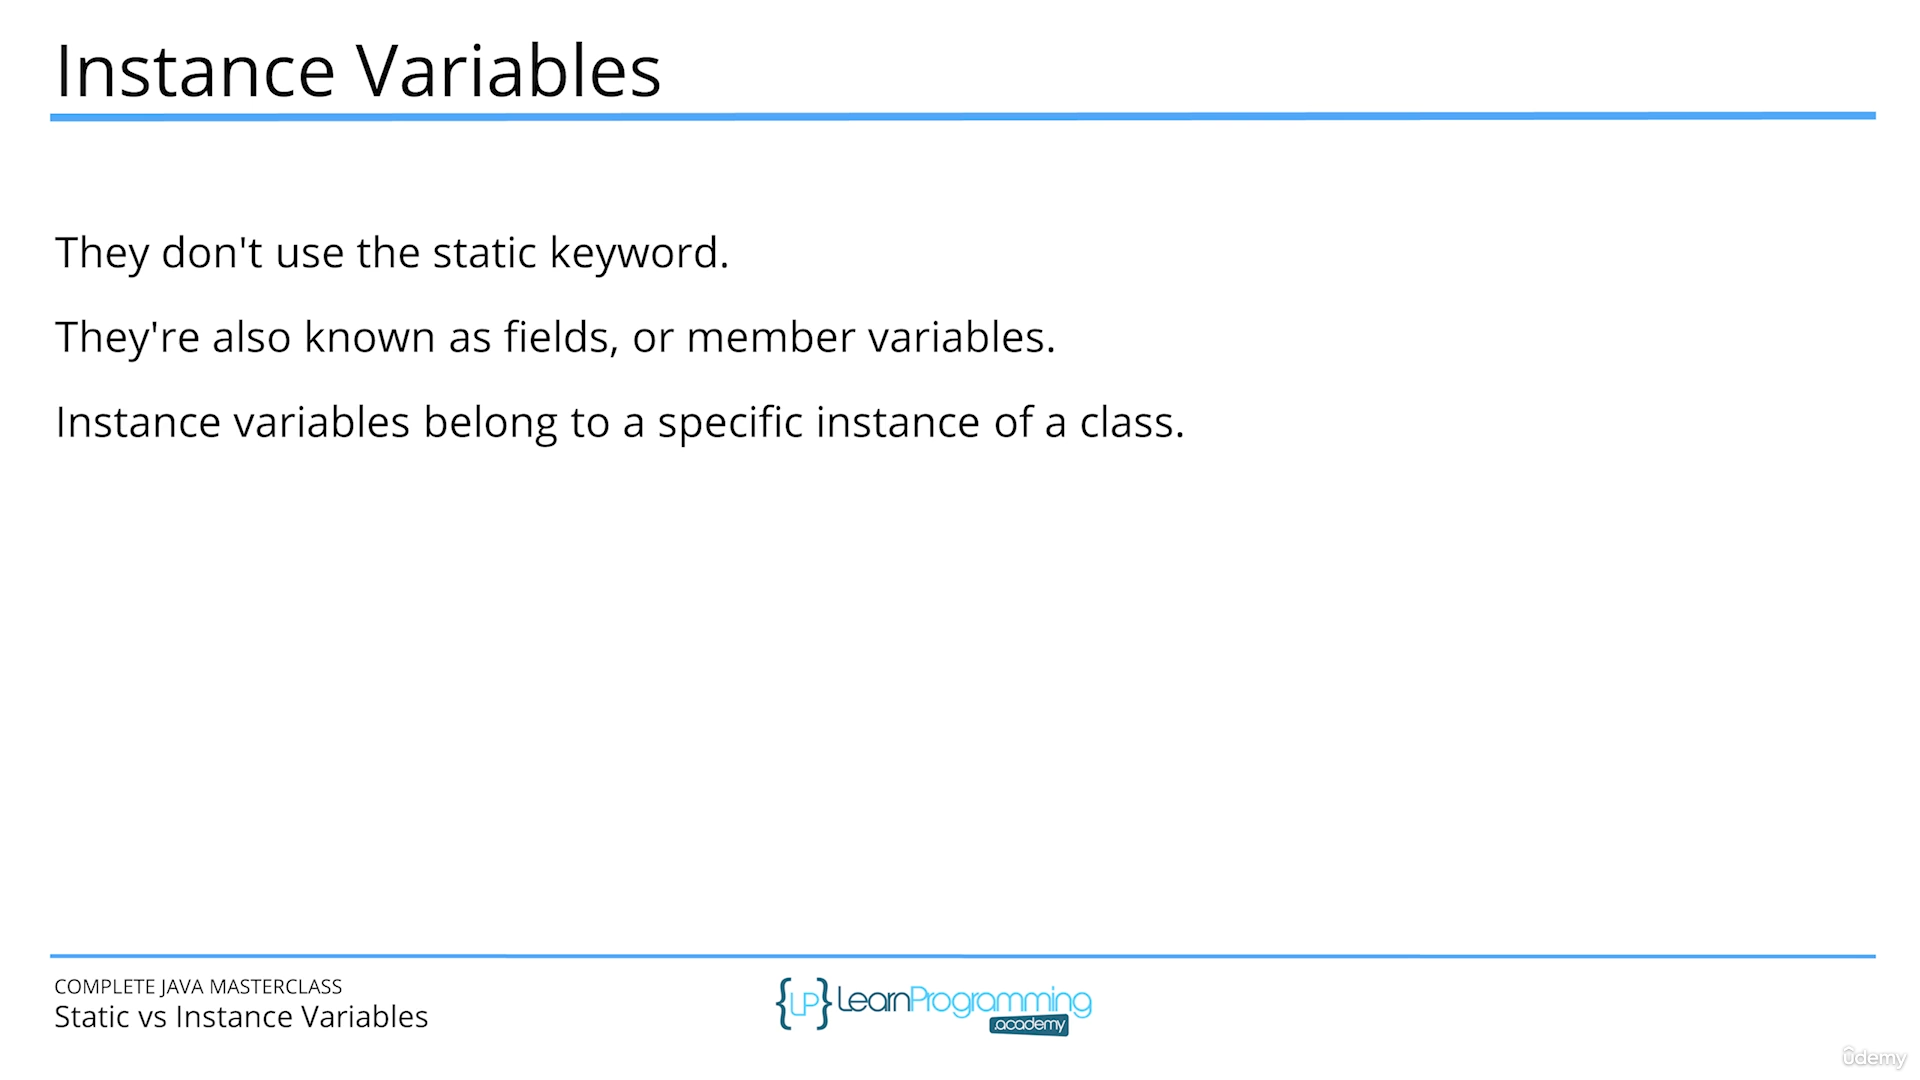 Instance Variables
They don't use the static keyword.
They're also known as fields, or member variables.
Instance variables belong to a specific instance of a class.
COMPLETE JAVA MASTERCLASS
Static vs Instance Variables
{LP} LearnProgramming
.academy
ûdemy